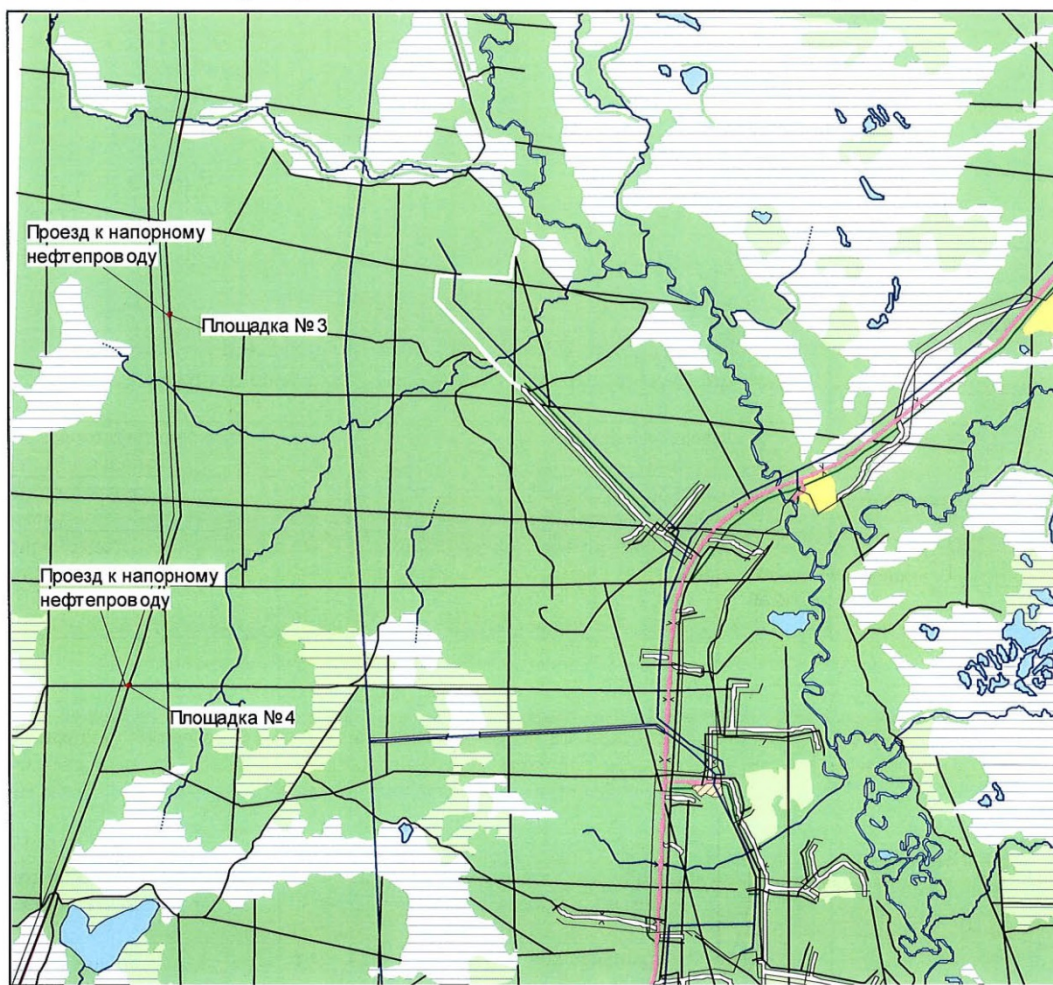 Проезд к напорному
нефтепроводу
Площадка №3
Проезд к напорному
нефтепроводу
Площадка №4